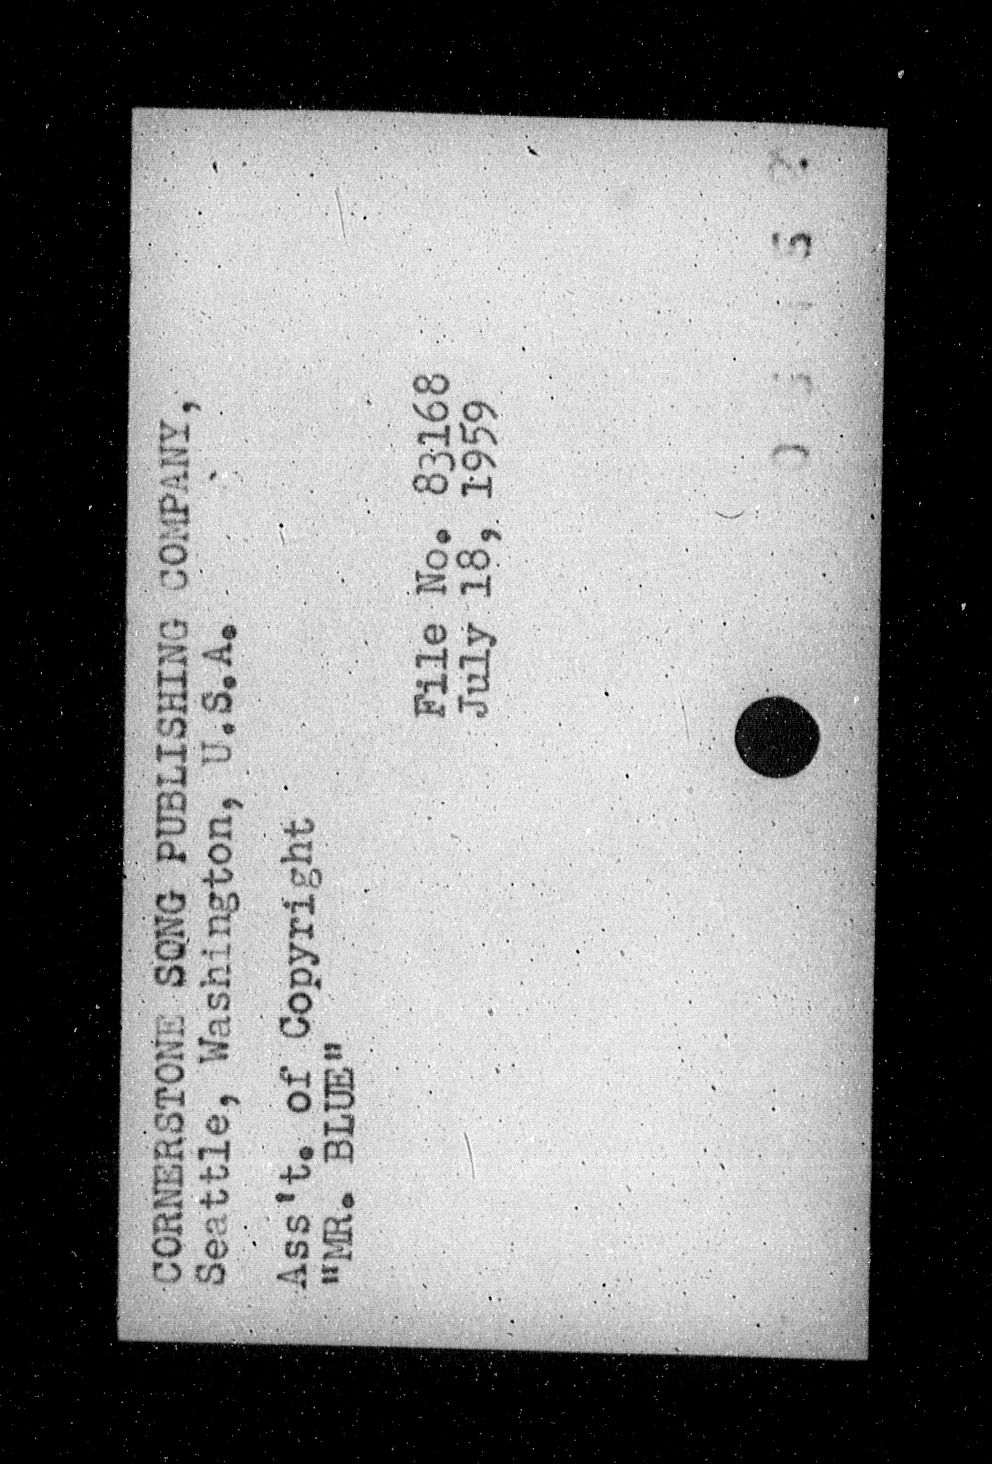 CORNERSTONE SONG PUBLISHING COMPANY,
Seattle, Washington, U.S.A.
Ass't. of Copyright
"MR. BLUE"
File No. 83168
July 18, 1959